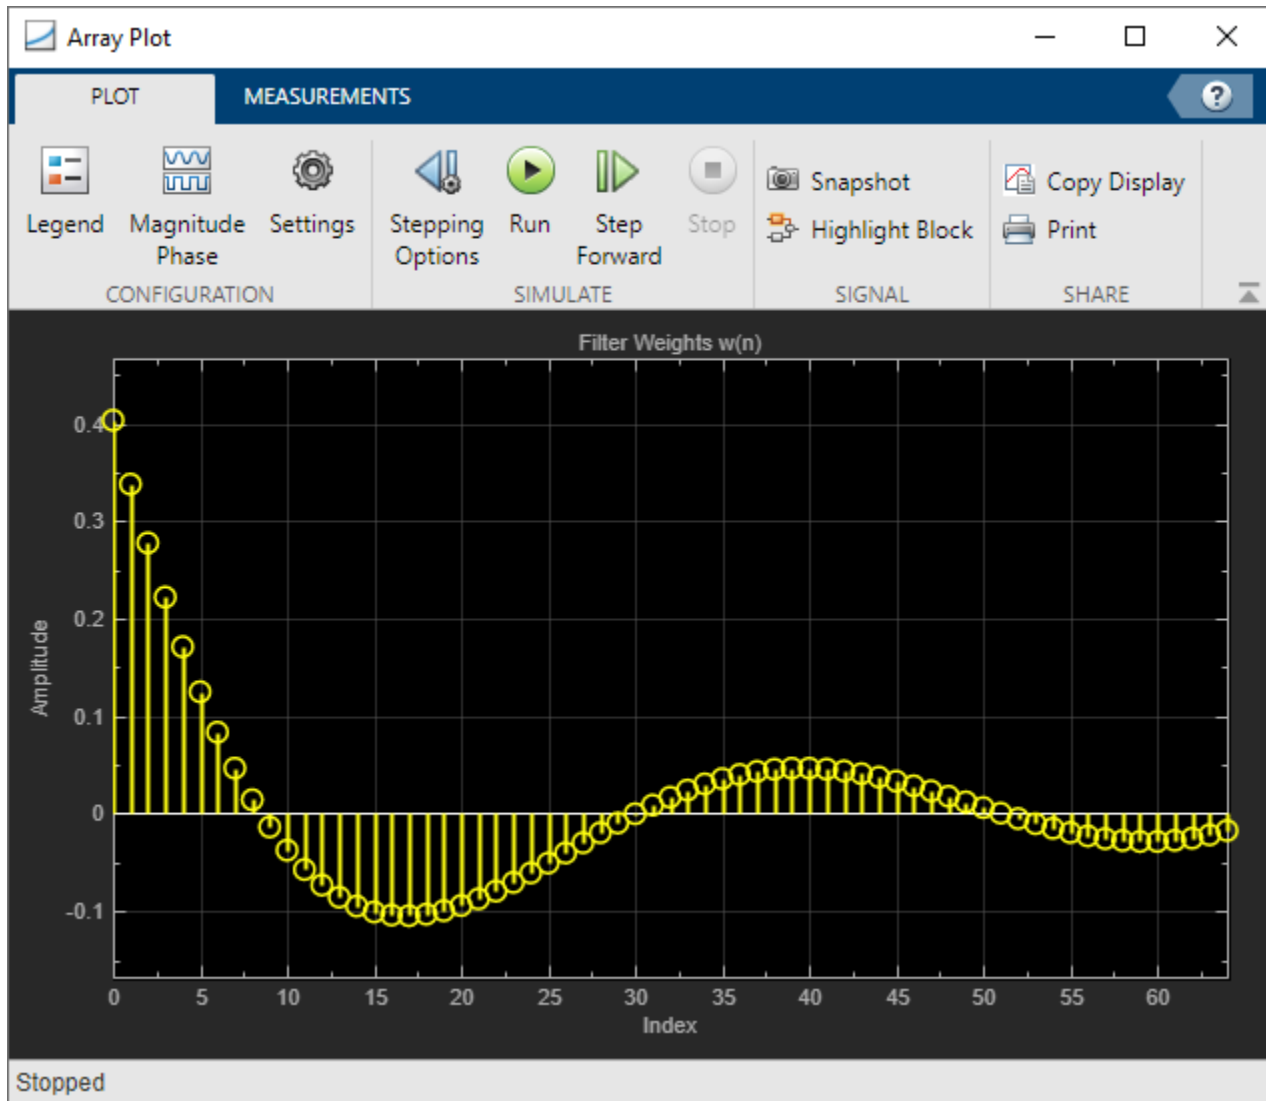 Array Plot
PLOT
MEASUREMENTS
?
Legend
Magnitude
Phase
Settings
CONFIGURATION
Stepping
Options
Run
Step
Forward
Stop
SIMULATE
Snapshot
Highlight Block
SIGNAL
Copy Display
Print
SHARE
Filter Weights w(n)
Amplitude
0.4
0.3
0.2
0.1
0
-0.1
0 5 10 15 20 25 30 35 40 45 50 55 60
Index
Stopped